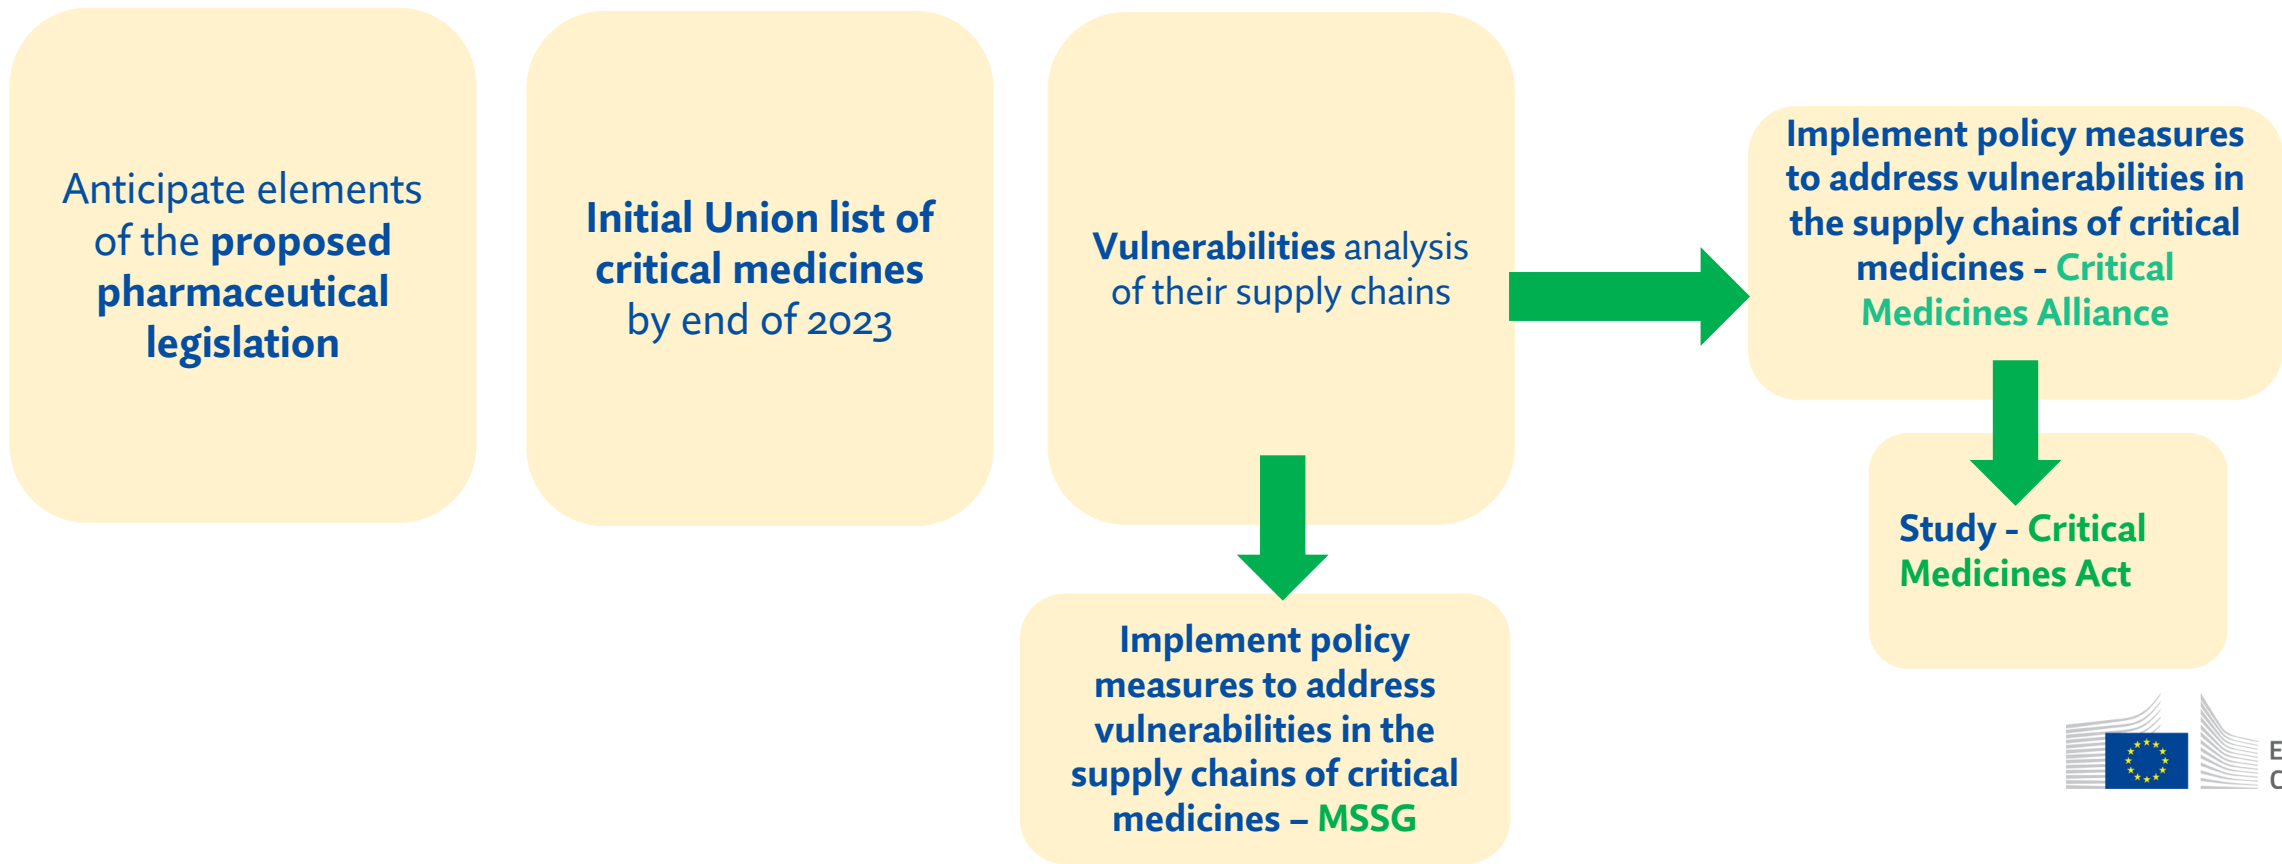 Anticipate elements
of the proposed
pharmaceutical
legislation
Initial Union list of
critical medicines
by end of 2023
Vulnerabilities analysis
of their supply chains
Implement policy measures
to address vulnerabilities in
the supply chains of critical
medicines - Critical
Medicines Alliance
Study - Critical
Medicines Act
Implement policy
measures to address
vulnerabilities in the
supply chains of critical
medicines – MSSG